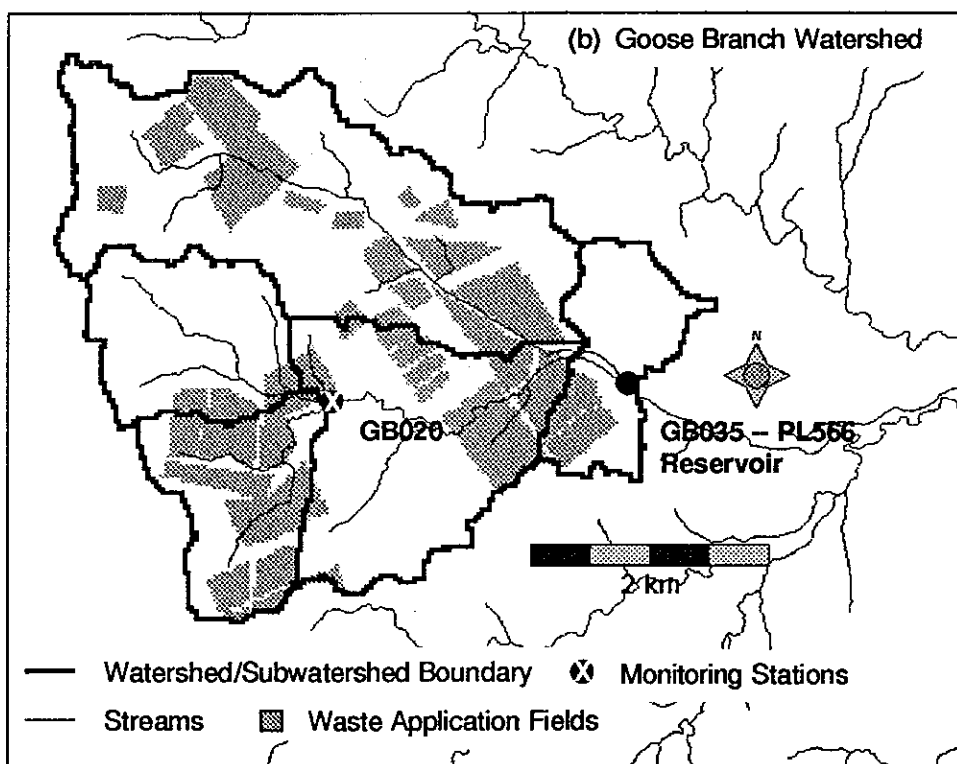 (b) Goose Branch Watershed
N
GB020
GB035 – PL566
Reservoir
2 km
Watershed/Subwatershed Boundary
X Monitoring Stations
Streams
Waste Application Fields